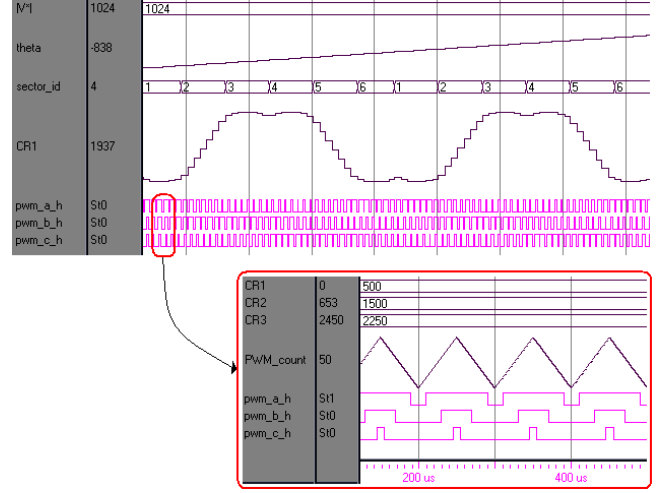 |V*| 1024 1024
theta -838
sector_id 4 1 2 3 4 5 6 1 2 3 4 5 6
CR1 1937
pwm_a_h St0
pwm_b_h St0
pwm_c_h St0
CR1 0 500
CR2 653 1500
CR3 2450 2250
PWM_count 50
pwm_a_h St1
pwm_b_h St0
pwm_c_h St0
200 us 400 us